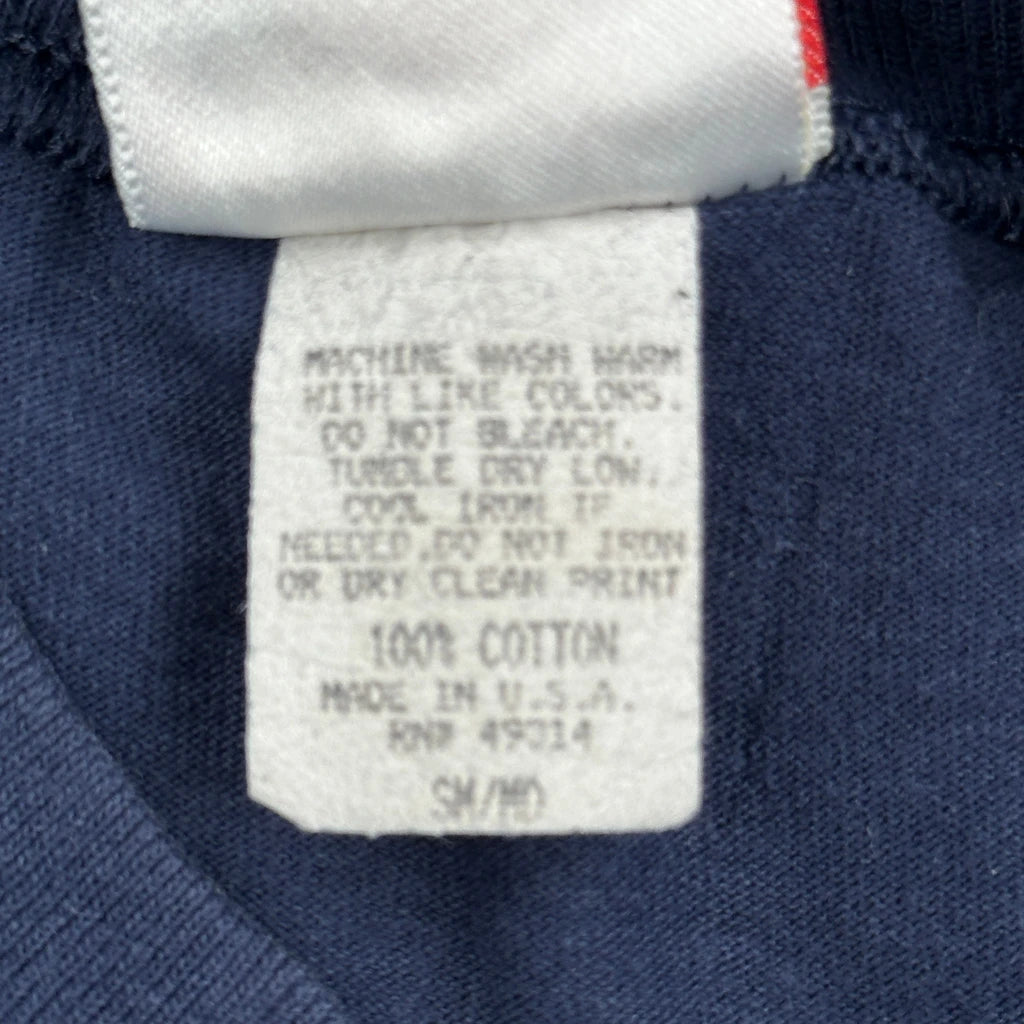 MACHINE WASH WARM
WITH LIKE COLORS.
DO NOT BLEACH.
TUMBLE DRY LOW.
COOL IRON IF
NEEDED.DO NOT IRON
OR DRY CLEAN PRINT
100% COTTON
MADE IN U.S.A.
RN# 49314
SM/MD